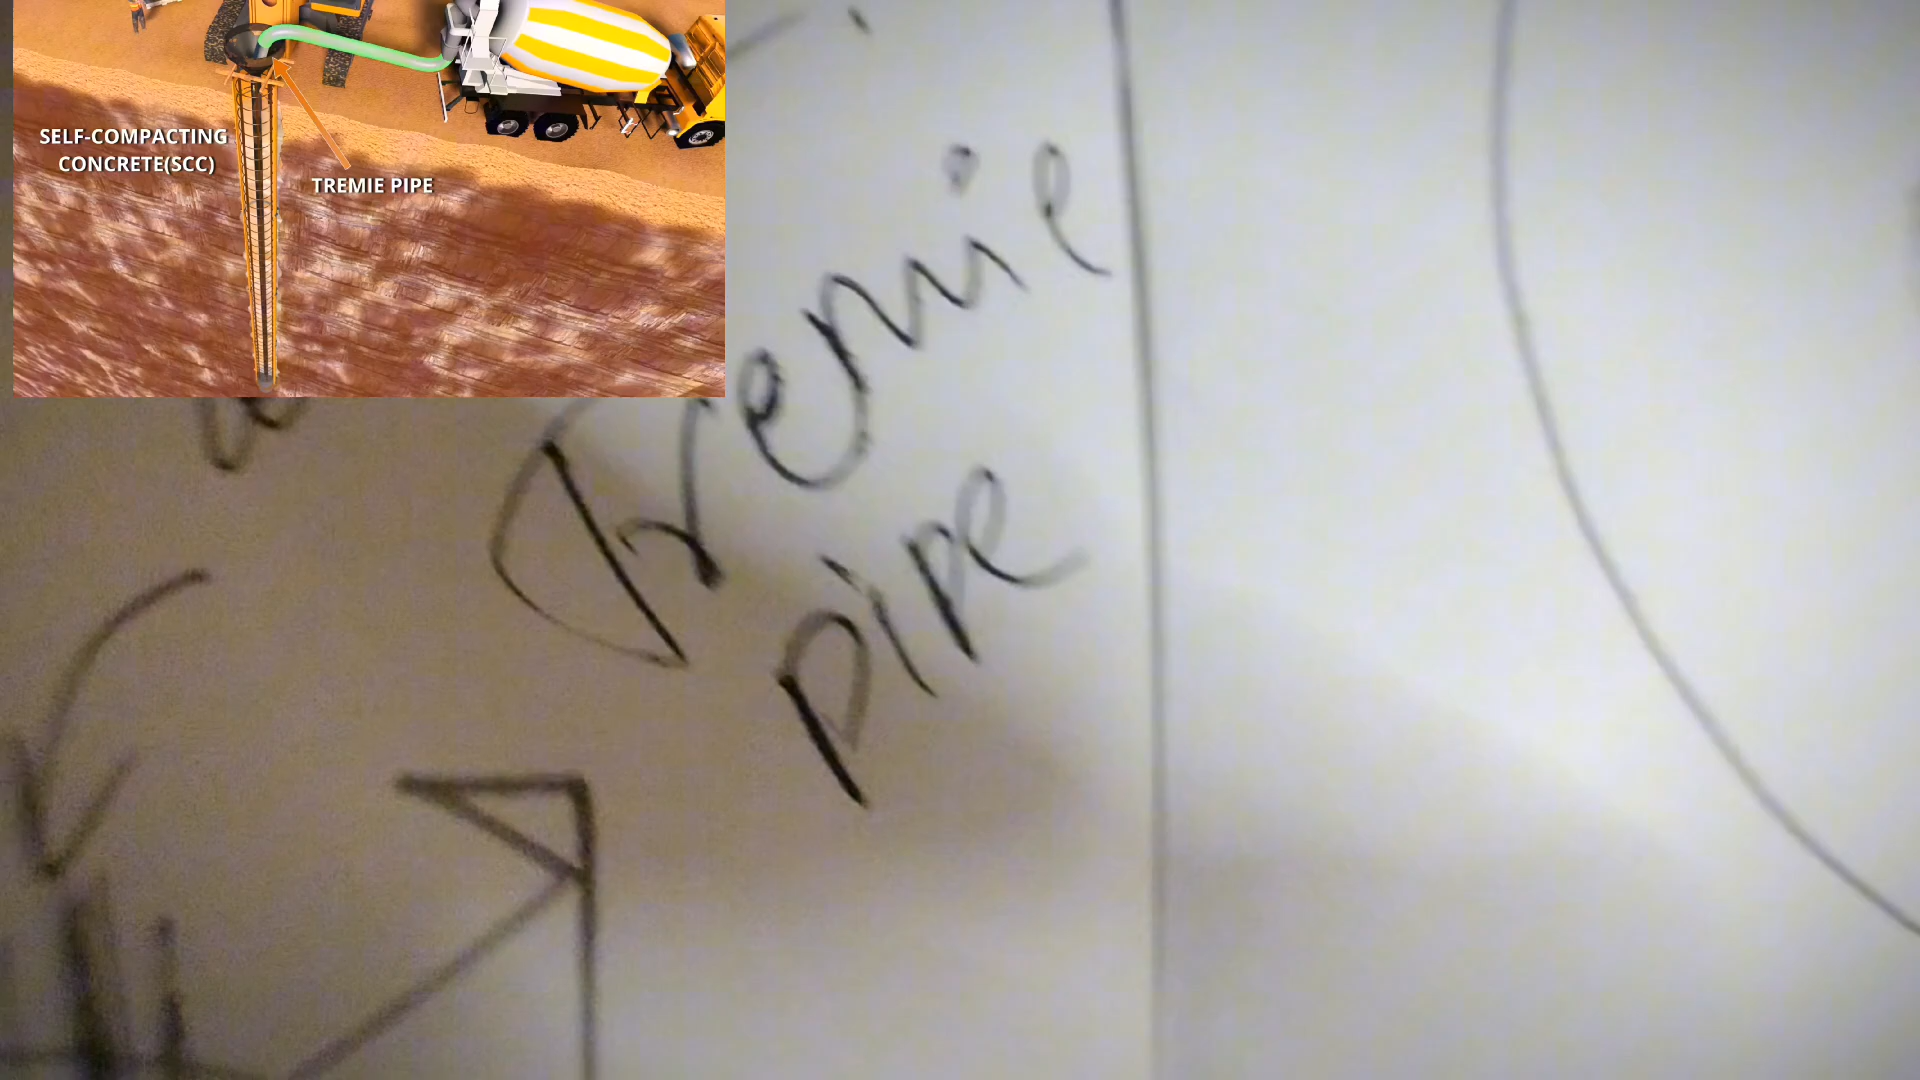 SELF-COMPACTING
CONCRETE(SCC)
TREMIE PIPE
Tremie
pipe